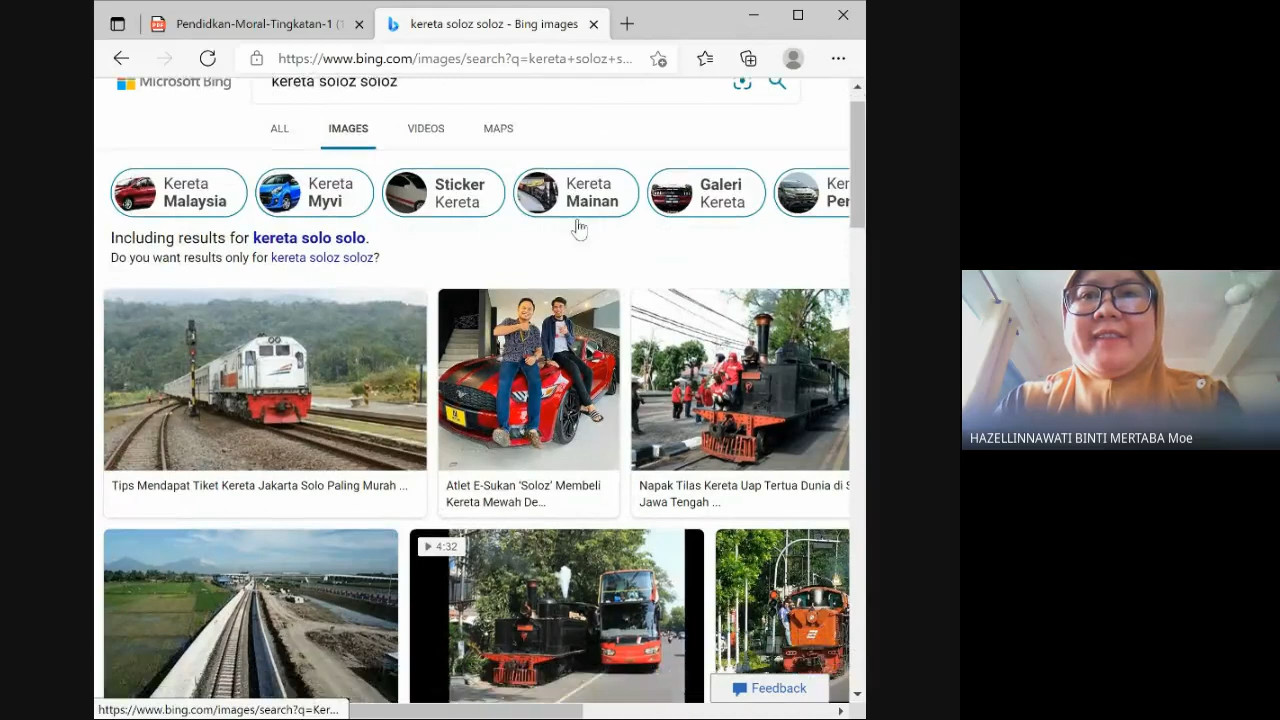 Pendidkan-Moral-Tingkatan-1 (1
kereta soloz soloz - Bing images
https://www.bing.com/images/search?q=kereta+soloz+s...
Microsoft Bing
kereta soloz soloz
ALL
IMAGES
VIDEOS
MAPS
Kereta
Malaysia
Kereta
Myvi
Sticker
Kereta
Kereta
Mainan
Galeri
Kereta
Including results for kereta solo solo.
Do you want results only for kereta soloz soloz?
Tips Mendapat Tiket Kereta Jakarta Solo Paling Murah ...
Atlet E-Sukan 'Soloz' Membeli
Kereta Mewah De...
Napak Tilas Kereta Uap Tertua Dunia di
Jawa Tengah ...
4:32
Feedback
https://www.bing.com/images/search?q=Ker...
HAZELLINNAWATI BINTI MERTABA Moe